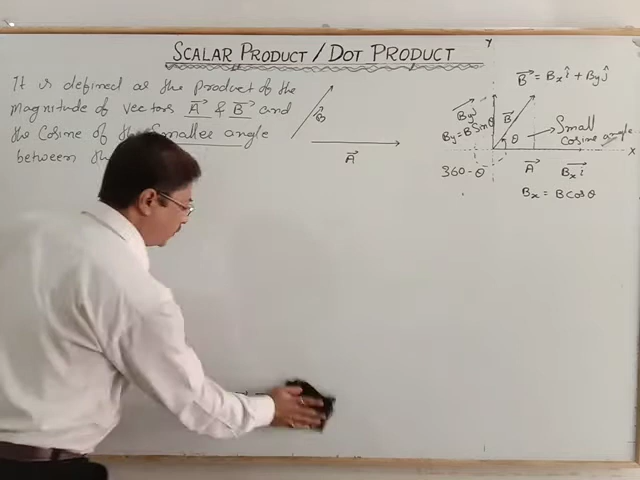 SCALAR PRODUCT / DOT PRODUCT
It is defined as the product of the
magnitude of vectors A⃗ & B⃗ and
the Cosine of the Smaller angle
between
B⃗
A⃗
Y
B⃗ = Bx î + By ĵ
By ĵ
By = B Sinθ
B⃗
θ
Small
cosine angle
X
360 - θ
A⃗
Bx î
Bx = B cos θ